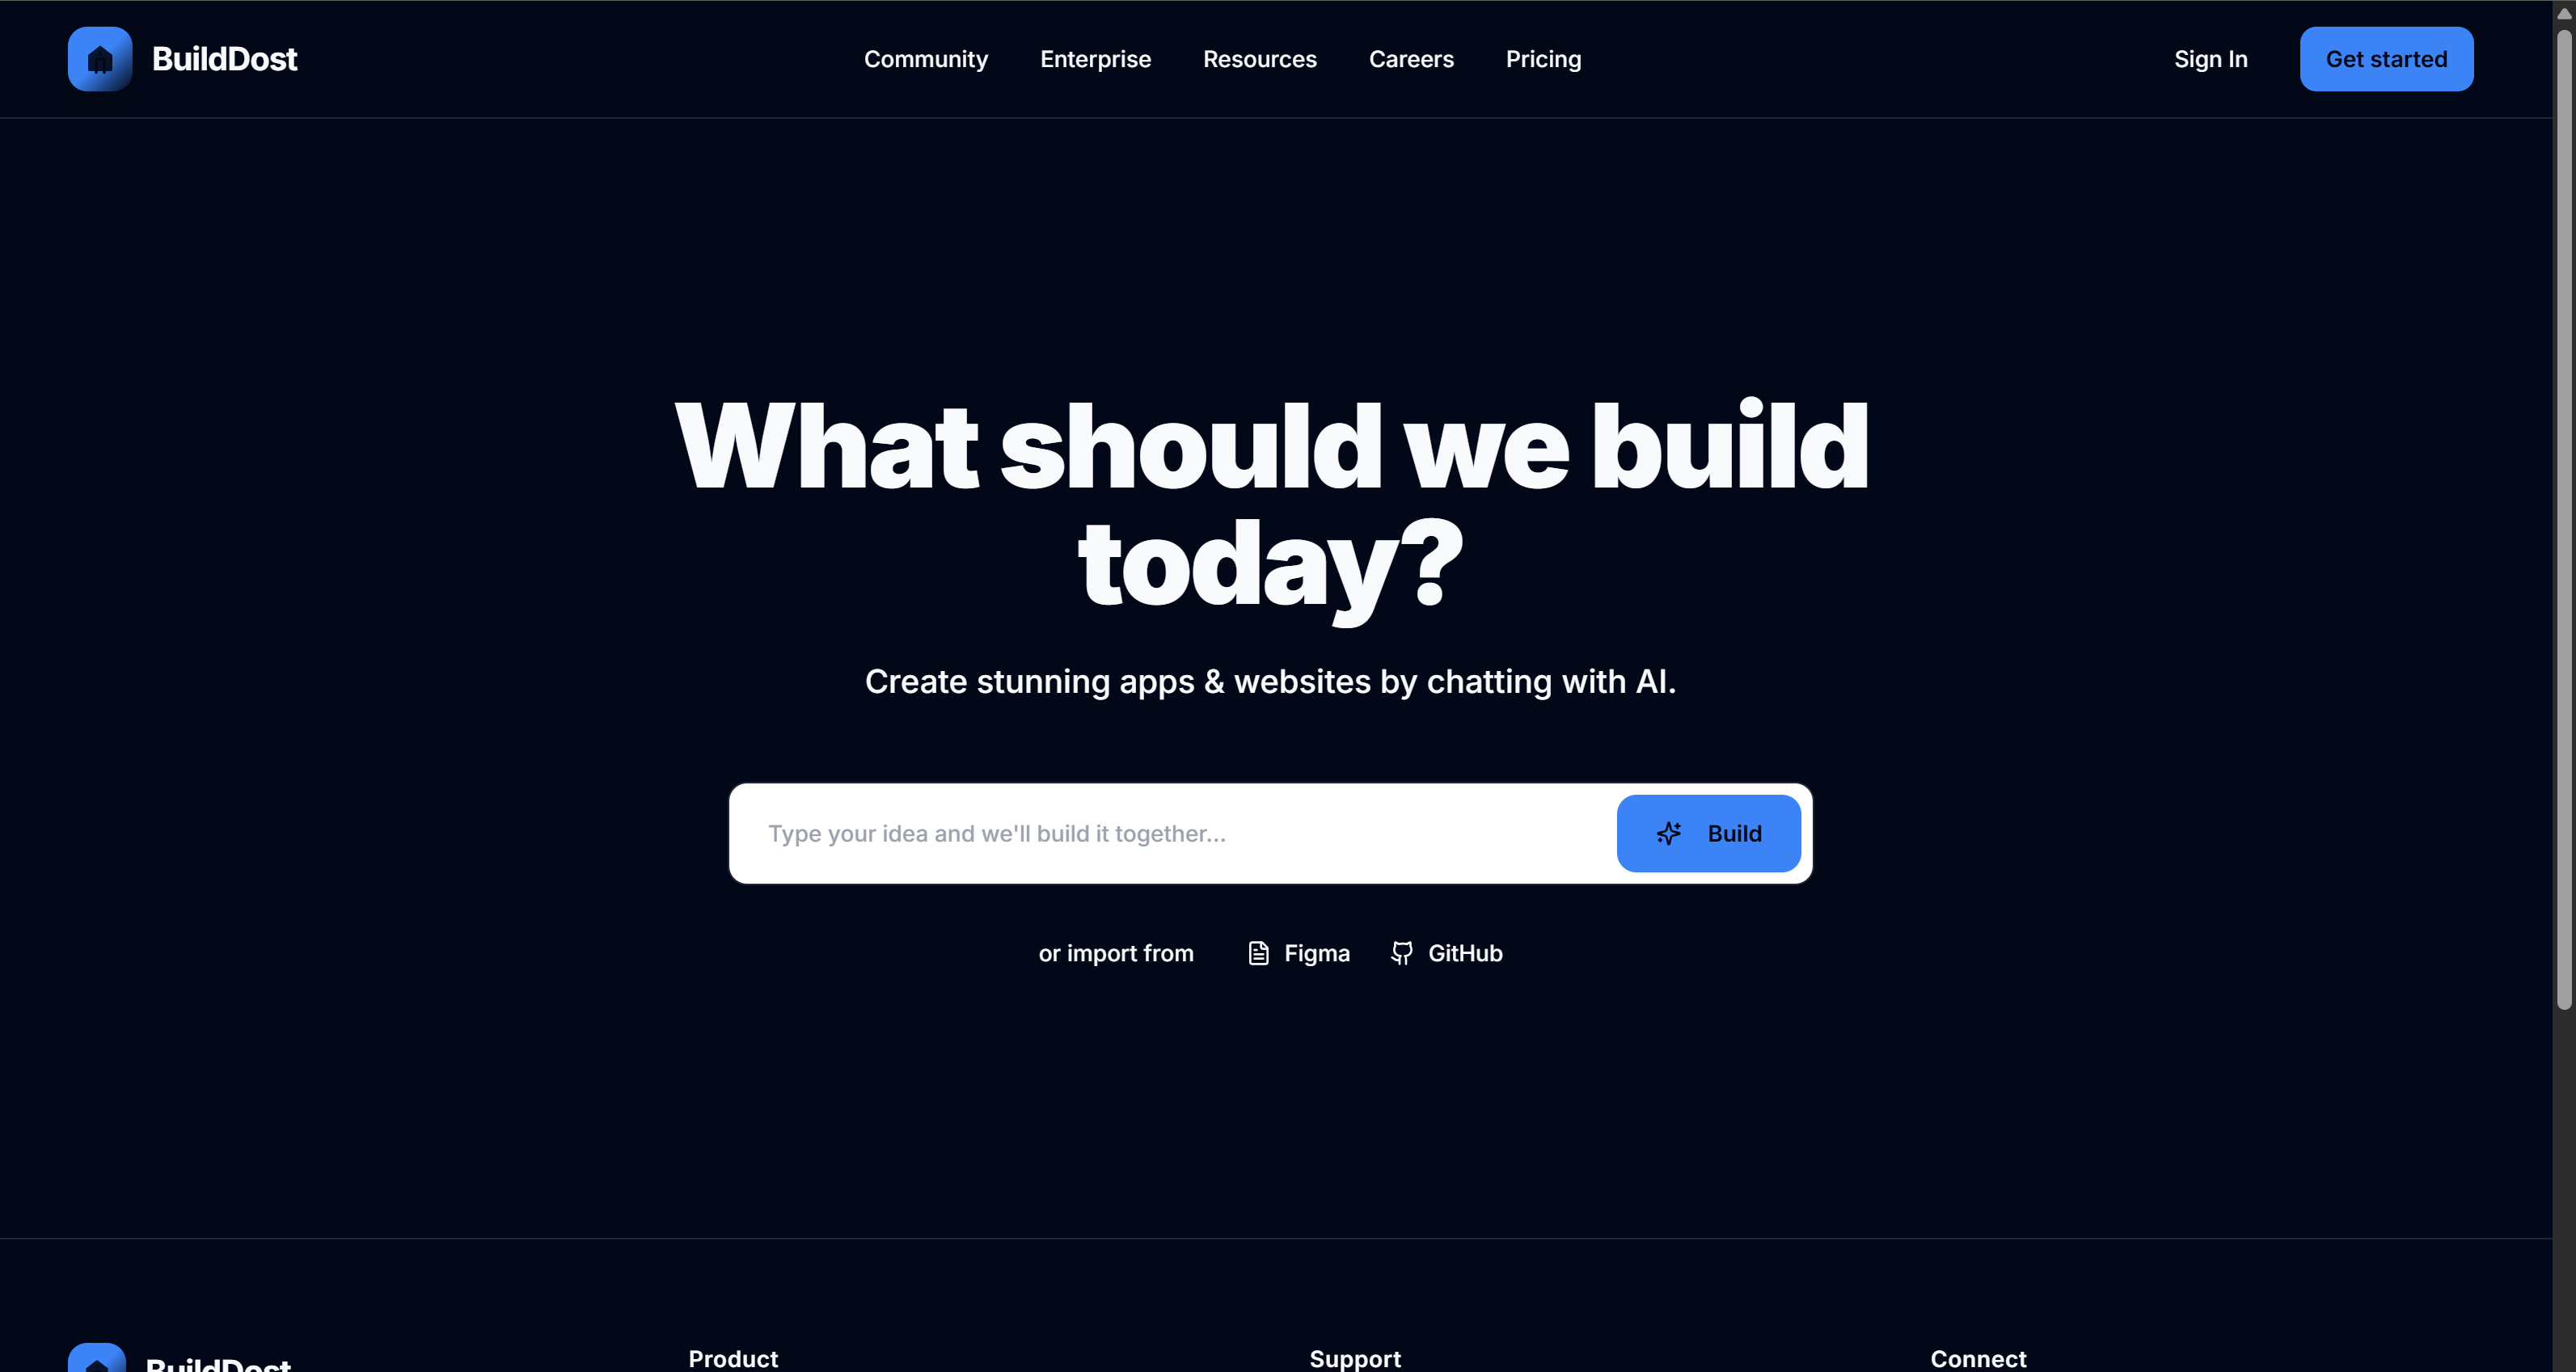 BuildDost
Community
Enterprise
Resources
Careers
Pricing
Sign In
Get started
What should we build
today?
Create stunning apps & websites by chatting with AI.
Type your idea and we'll build it together...
Build
or import from
Figma
GitHub
BuildDost
Product
Support
Connect